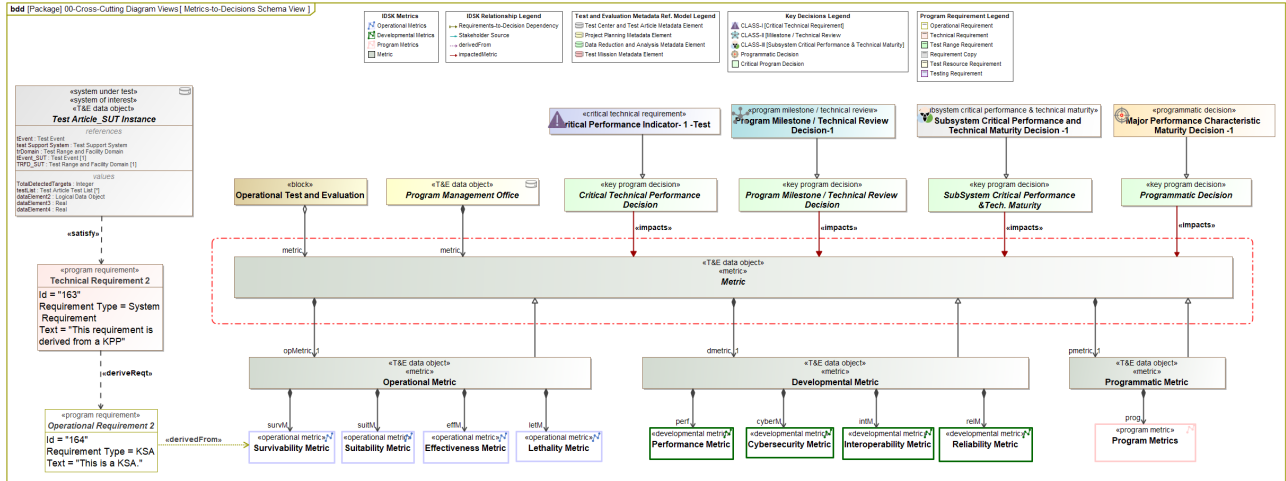 bdd [Package] 00-Cross-Cutting Diagram Views[ Metrics-to-Decisions Schema View ]
IDSK Metrics
Operational Metrics
Developmental Metrics
Program Metrics
Metric
IDSK Relationship Legend
Requirements-to-Decision Dependency
Stakeholder Source
derivedFrom
impactedMetric
Test and Evaluation Metadata Ref. Model Legend
Test Center and Test Article Metadata Element
Project Planning Metadata Element
Data Reduction and Analysis Metadata Element
Test Mission Metadata Element
Key Decisions Legend
CLASS-I [Critical Technical Requirement]
CLASS-II [Milestone / Technical Review
CLASS-III [Subsystem Critical Performance & Technical Maturity]
Programmatic Decision
Critical Program Decision
Program Requirement Legend
Operational Requirement
Technical Requirement
Test Range Requirement
Requirement Copy
Test Resource Requirement
Testing Requirement
«system under test»
«system of interest»
«T&E data object»
Test Article_SUT Instance
references
tEvent : Test Event
test Support System : Test Support System
trDomain : Test Range and Facility Domain
tEvent_SUT : Test Event [1]
TRFD_SUT : Test Range and Facility Domain [1]
values
TotalDetectedTargets : Integer
testList : Test Article Test List [*]
dataElement2 : Logical Data Object
dataElement3 : Real
dataElement4 : Real
«critical technical requirement»
Critical Performance Indicator- 1 -Test
«program milestone / technical review»
Program Milestone / Technical Review
Decision-1
ubsystem critical performance & technical maturity»
Subsystem Critical Performance and
Technical Maturity Decision -1
«programmatic decision»
Major Performance Characteristic
Maturity Decision -1
«block»
Operational Test and Evaluation
«T&E data object»
Program Management Office
«key program decision»
Critical Technical Performance
Decision
«key program decision»
Program Milestone / Technical Review
Decision
«key program decision»
SubSystem Critical Performance
&Tech. Maturity
«key program decision»
Programmatic Decision
«satisfy»
«impacts»
«impacts»
«impacts»
«impacts»
metric
metric
«T&E data object»
«metric»
Metric
«program requirement»
Technical Requirement 2
Id = "163"
Requirement Type = System
Requirement
Text = "This requirement is
derived from a KPP"
opMetric 1
dmetric 1
pmetric
«deriveReqt»
«T&E data object»
«metric»
Operational Metric
«T&E data object»
«metric»
Developmental Metric
«T&E data object»
«metric»
Programmatic Metric
«program requirement»
Operational Requirement 2
Id = "164"
Requirement Type = KSA
Text = "This is a KSA."
«derivedFrom»
survM
suitM
effM
letM
perf
cyberM
intM
relM
prog
«operational metric»
Survivability Metric
«operational metric»
Suitability Metric
«operational metric»
Effectiveness Metric
«operational metric»
Lethality Metric
«developmental metric»
Performance Metric
«developmental metric»
Cybersecurity Metric
«developmental metric»
Interoperability Metric
«developmental metric»
Reliability Metric
«program metric»
Program Metrics